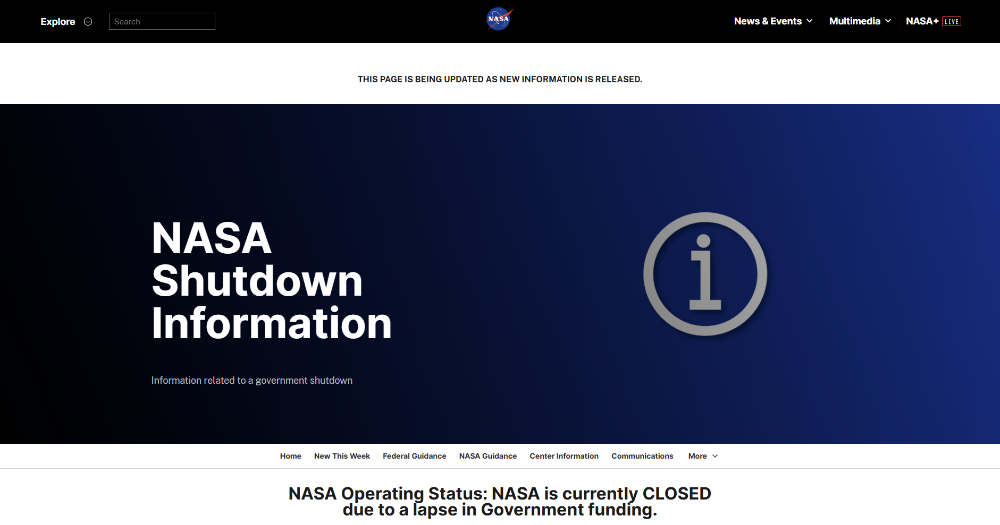 Explore
Search
NASA
News & Events
Multimedia
NASA+ LIVE
THIS PAGE IS BEING UPDATED AS NEW INFORMATION IS RELEASED.
NASA
Shutdown
Information
i
Information related to a government shutdown
Home New This Week Federal Guidance NASA Guidance Center Information Communications More
NASA Operating Status: NASA is currently CLOSED
due to a lapse in Government funding.